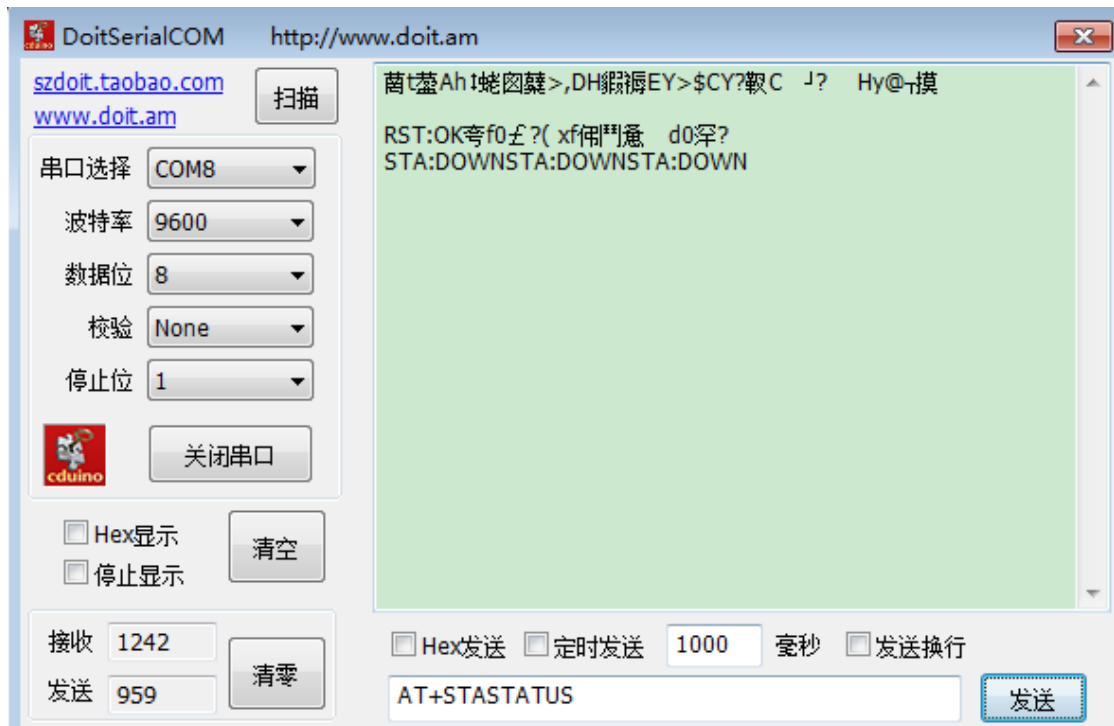 DoitSerialCOM http://www.doit.am
szdoit.taobao.com
www.doit.am
扫描
串口选择 COM8
波特率 9600
数据位 8
校验 None
停止位 1
cduino
关闭串口
Hex显示
停止显示
清空
接收 1242
发送 959
清零
RST:OK
STA:DOWNSTA:DOWNSTA:DOWN
Hex发送 定时发送 1000 毫秒 发送换行
AT+STASTATUS 发送